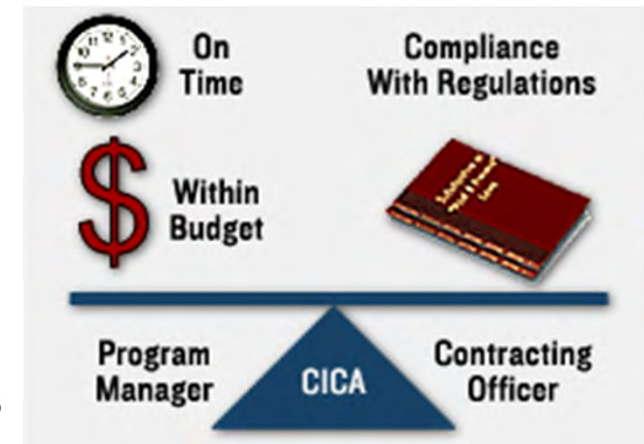 On
Time
Compliance
With Regulations
Within
Budget
Program
Manager
CICA
Contracting
Officer